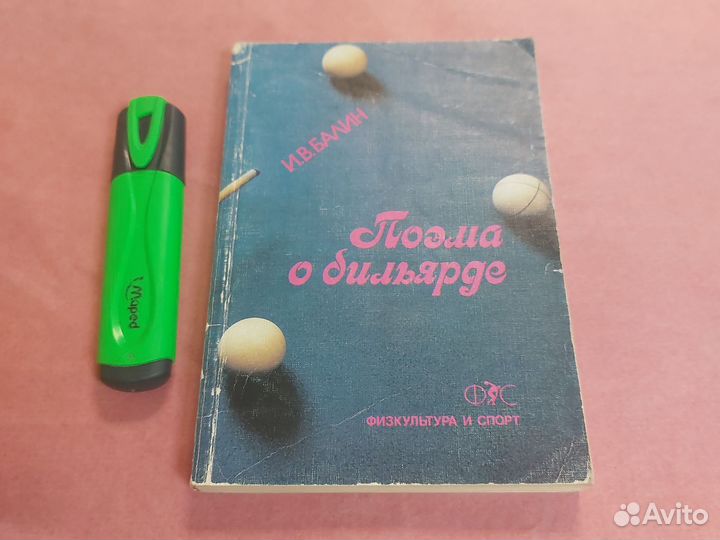 И.В.БАЛИН
Поэма
о бильярде
ФиС
ФИЗКУЛЬТУРА И СПОРТ
Maped
Avito